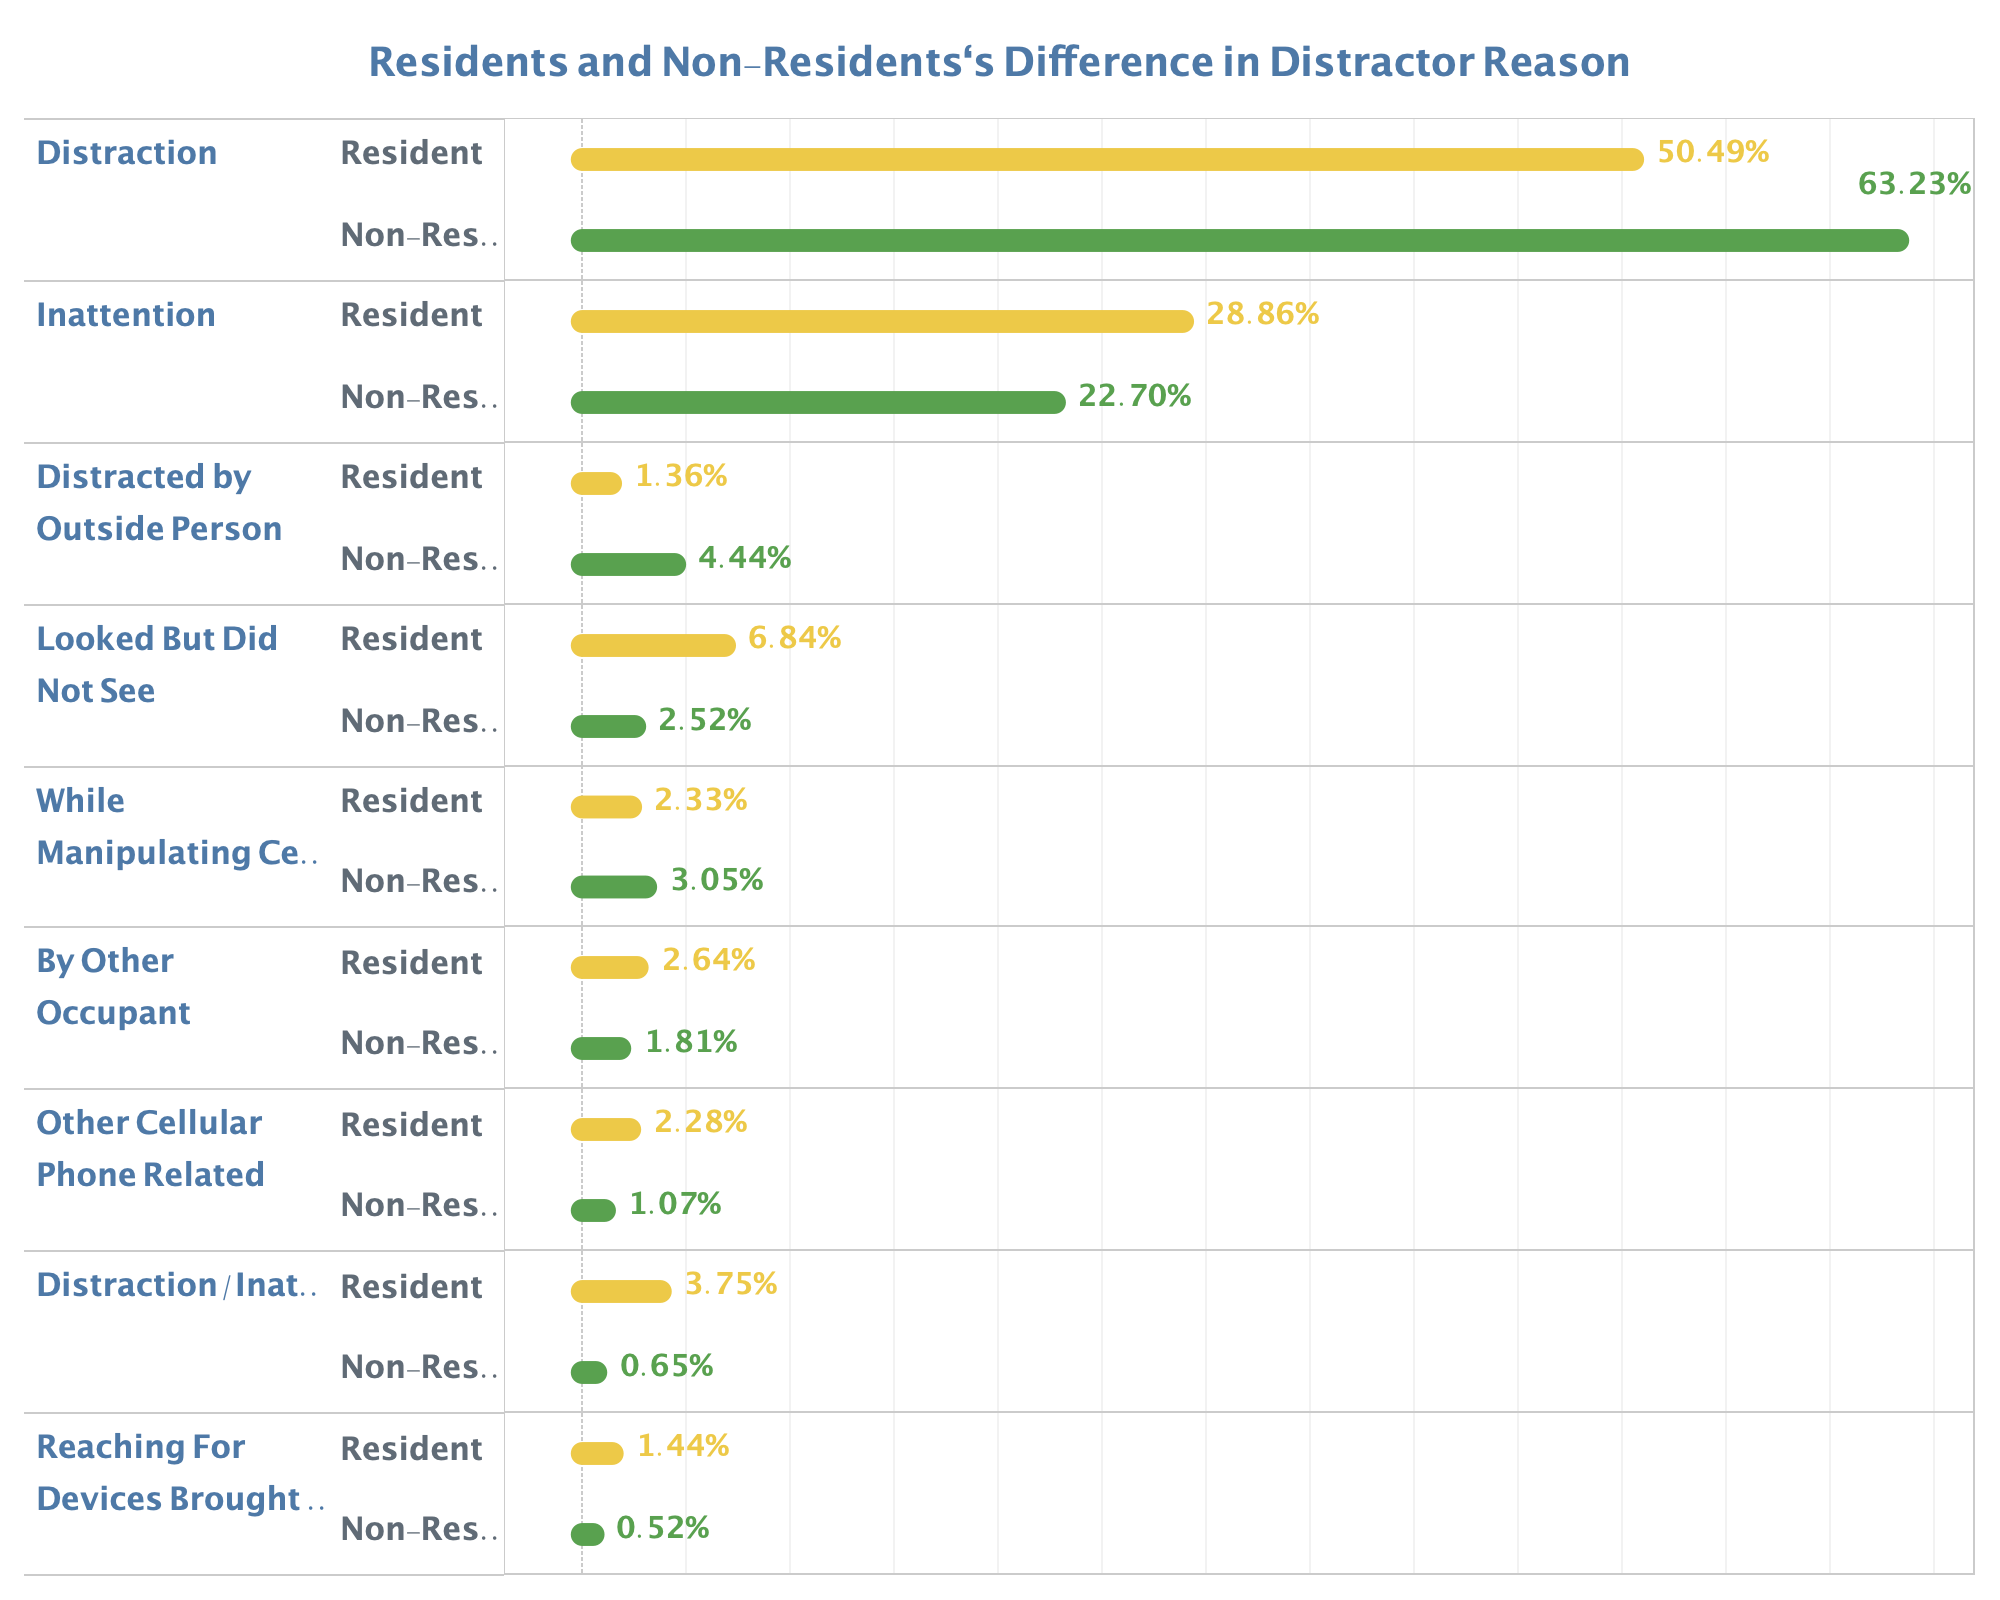 Residents and Non-Residents‘s Difference in Distractor Reason
Distraction
Resident
50.49%
63.23%
Non-Res..
Inattention
Resident
28.86%
Non-Res..
22.70%
Distracted by
Outside Person
Resident
1.36%
Non-Res..
4.44%
Looked But Did
Not See
Resident
6.84%
Non-Res..
2.52%
While
Manipulating Ce..
Resident
2.33%
Non-Res..
3.05%
By Other
Occupant
Resident
2.64%
Non-Res..
1.81%
Other Cellular
Phone Related
Resident
2.28%
Non-Res..
1.07%
Distraction/Inat..
Resident
3.75%
Non-Res..
0.65%
Reaching For
Devices Brought ..
Resident
1.44%
Non-Res..
0.52%